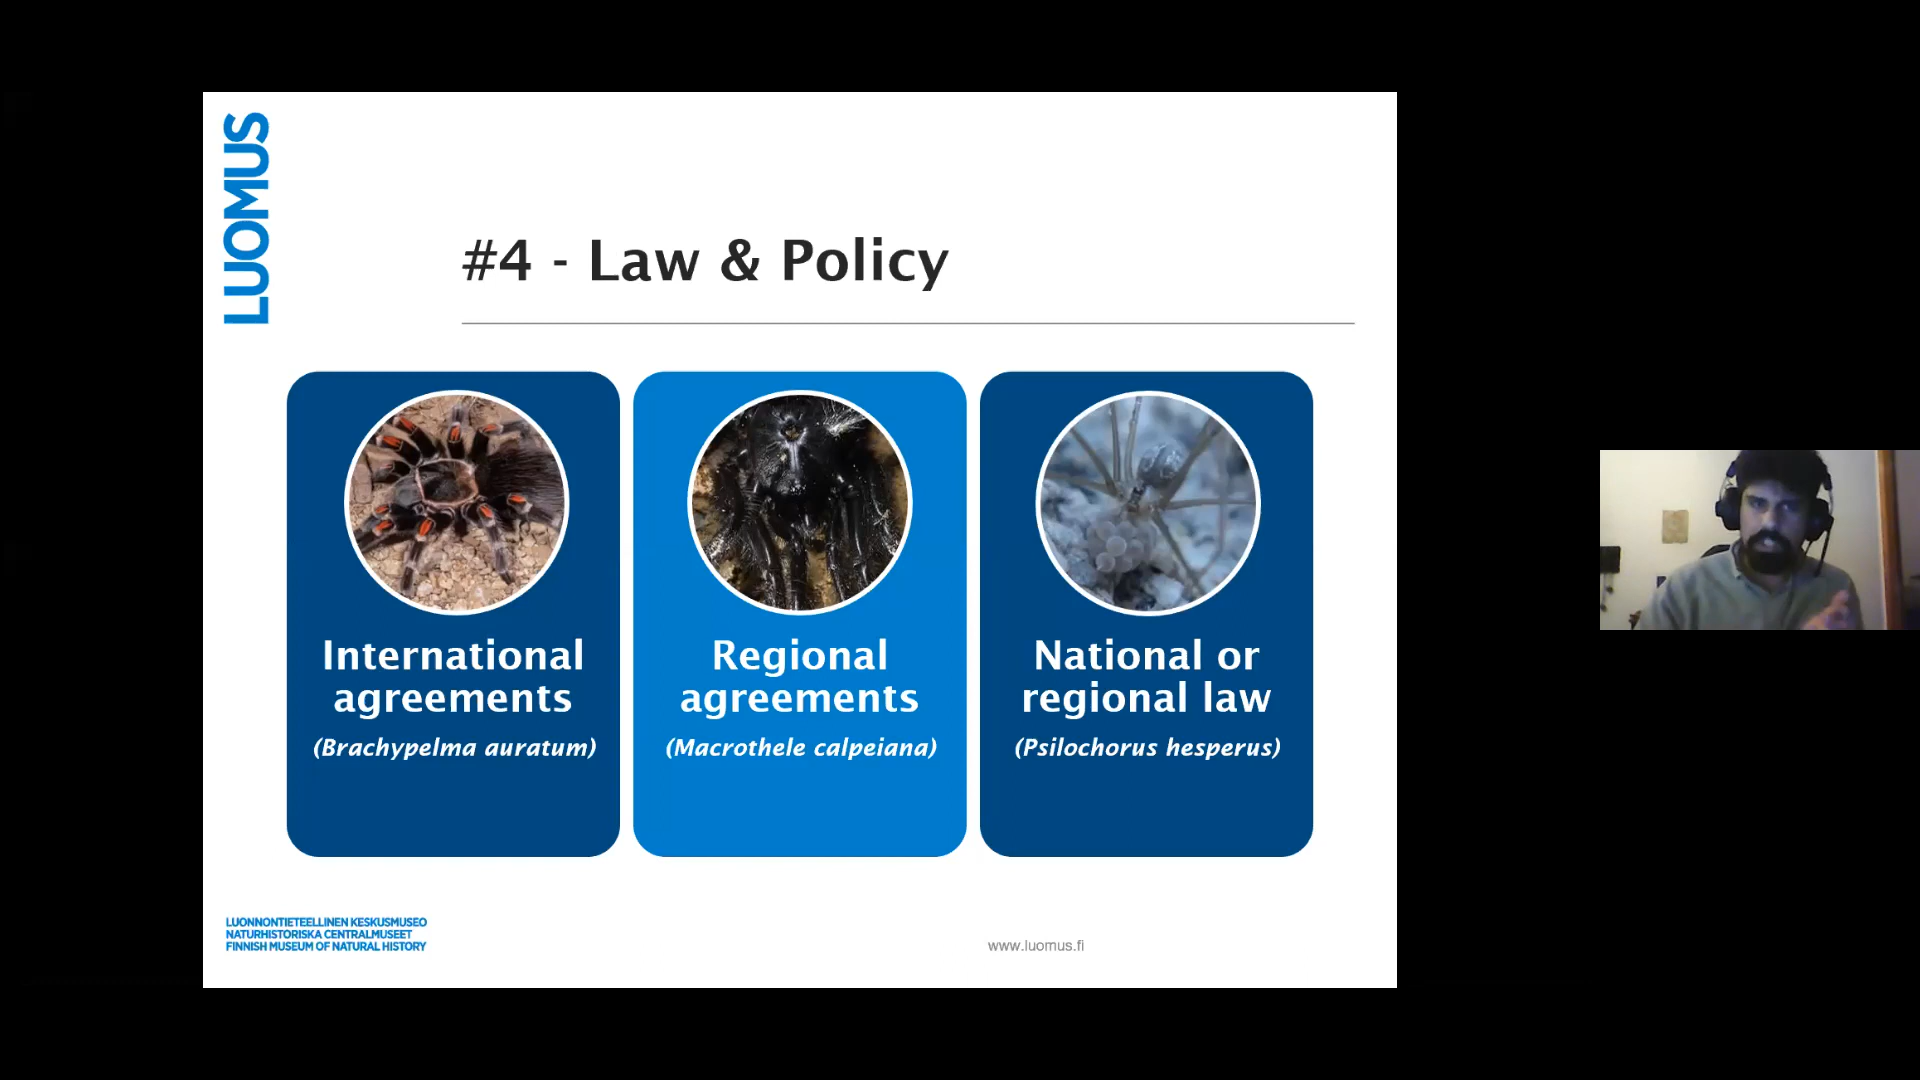 LUOMUS
#4 - Law & Policy
International
agreements
(Brachypelma auratum)
Regional
agreements
(Macrothele calpeiana)
National or
regional law
(Psilochorus hesperus)
LUONNONTIETEELLINEN KESKUSMUSEO
NATURHISTORISKA CENTRALMUSEET
FINNISH MUSEUM OF NATURAL HISTORY
www.luomus.fi